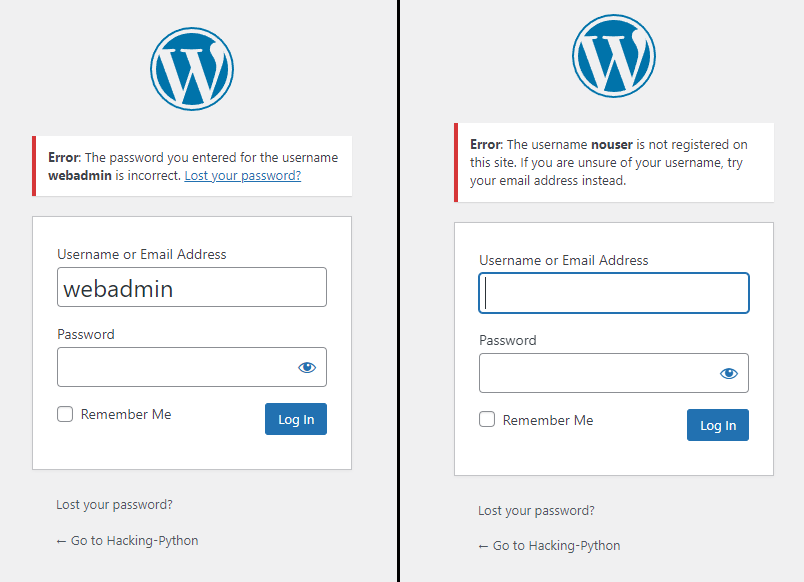 Error: The password you entered for the username
webadmin is incorrect. Lost your password?
Username or Email Address
webadmin
Password
Remember Me
Log In
Lost your password?
← Go to Hacking-Python
Error: The username nouser is not registered on
this site. If you are unsure of your username, try
your email address instead.
Username or Email Address
Password
Remember Me
Log In
Lost your password?
← Go to Hacking-Python